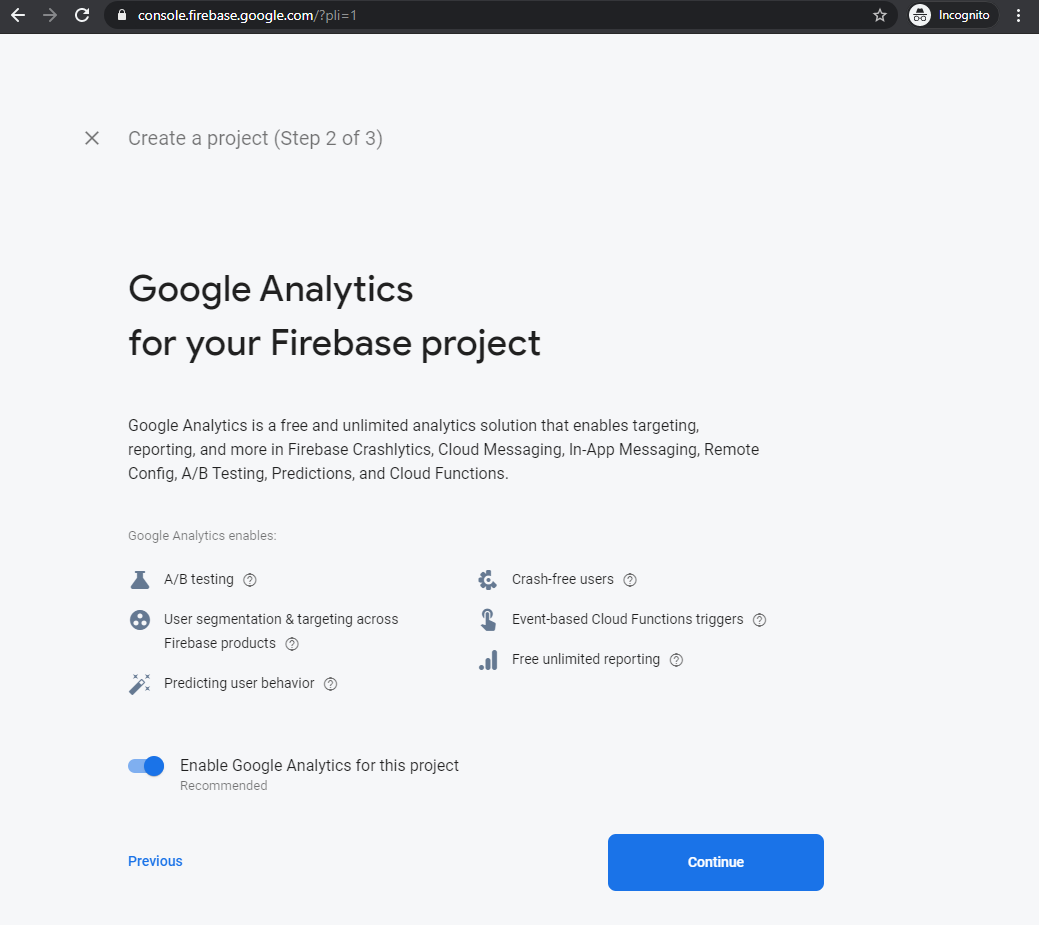 console.firebase.google.com/?pli=1
Incognito
Create a project (Step 2 of 3)
Google Analytics
for your Firebase project
Google Analytics is a free and unlimited analytics solution that enables targeting,
reporting, and more in Firebase Crashlytics, Cloud Messaging, In-App Messaging, Remote
Config, A/B Testing, Predictions, and Cloud Functions.
Google Analytics enables:
A/B testing
User segmentation & targeting across
Firebase products
Predicting user behavior
Crash-free users
Event-based Cloud Functions triggers
Free unlimited reporting
Enable Google Analytics for this project
Recommended
Previous
Continue